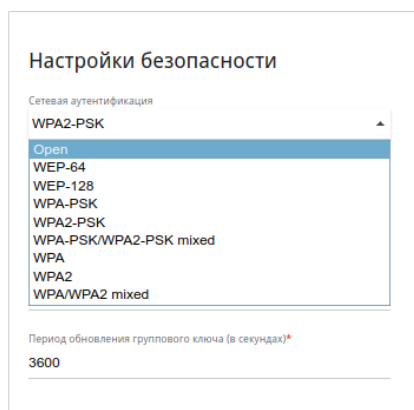 Настройки безопасности
Сетевая аутентификация
WPA2-PSK
Open
WEP-64
WEP-128
WPA-PSK
WPA2-PSK
WPA-PSK/WPA2-PSK mixed
WPA
WPA2
WPA/WPA2 mixed
Период обновления группового ключа (в секундах)*
3600